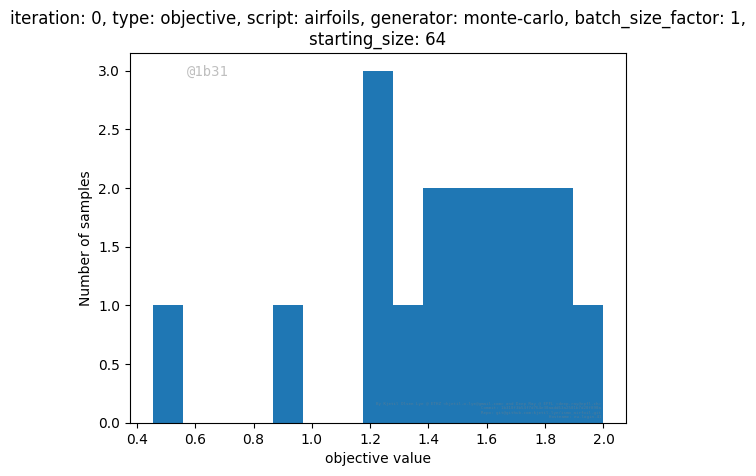 iteration: 0, type: objective, script: airfoils, generator: monte-carlo, batch_size_factor: 1,
starting_size: 64
@1b31
3.0
2.5
2.0
1.5
1.0
0.5
0.0
Number of samples
0.4 0.6 0.8 1.0 1.2 1.4 1.6 1.8 2.0
objective value